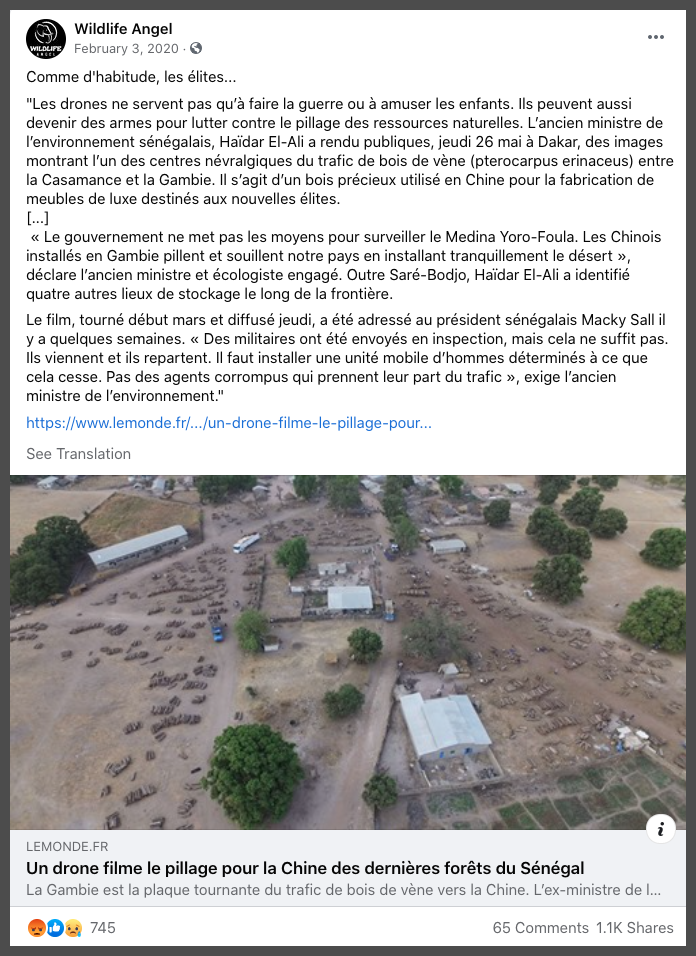 WILDLIFE
ANGEL
Wildlife Angel
February 3, 2020 ·
Comme d'habitude, les élites...
"Les drones ne servent pas qu'à faire la guerre ou à amuser les enfants. Ils peuvent aussi
devenir des armes pour lutter contre le pillage des ressources naturelles. L'ancien ministre de
l'environnement sénégalais, Haïdar El-Ali a rendu publiques, jeudi 26 mai à Dakar, des images
montrant l'un des centres névralgiques du trafic de bois de vène (pterocarpus erinaceus) entre
la Casamance et la Gambie. Il s'agit d'un bois précieux utilisé en Chine pour la fabrication de
meubles de luxe destinés aux nouvelles élites.
[...]
« Le gouvernement ne met pas les moyens pour surveiller le Medina Yoro-Foula. Les Chinois
installés en Gambie pillent et souillent notre pays en installant tranquillement le désert »,
déclare l'ancien ministre et écologiste engagé. Outre Saré-Bodjo, Haïdar El-Ali a identifié
quatre autres lieux de stockage le long de la frontière.
Le film, tourné début mars et diffusé jeudi, a été adressé au président sénégalais Macky Sall il
y a quelques semaines. « Des militaires ont été envoyés en inspection, mais cela ne suffit pas.
Ils viennent et ils repartent. Il faut installer une unité mobile d'hommes déterminés à ce que
cela cesse. Pas des agents corrompus qui prennent leur part du trafic », exige l'ancien
ministre de l'environnement."
https://www.lemonde.fr/.../un-drone-filme-le-pillage-pour...
See Translation
i
LEMONDE.FR
Un drone filme le pillage pour la Chine des dernières forêts du Sénégal
La Gambie est la plaque tournante du trafic de bois de vène vers la Chine. L'ex-ministre de l...
745 65 Comments 1.1K Shares